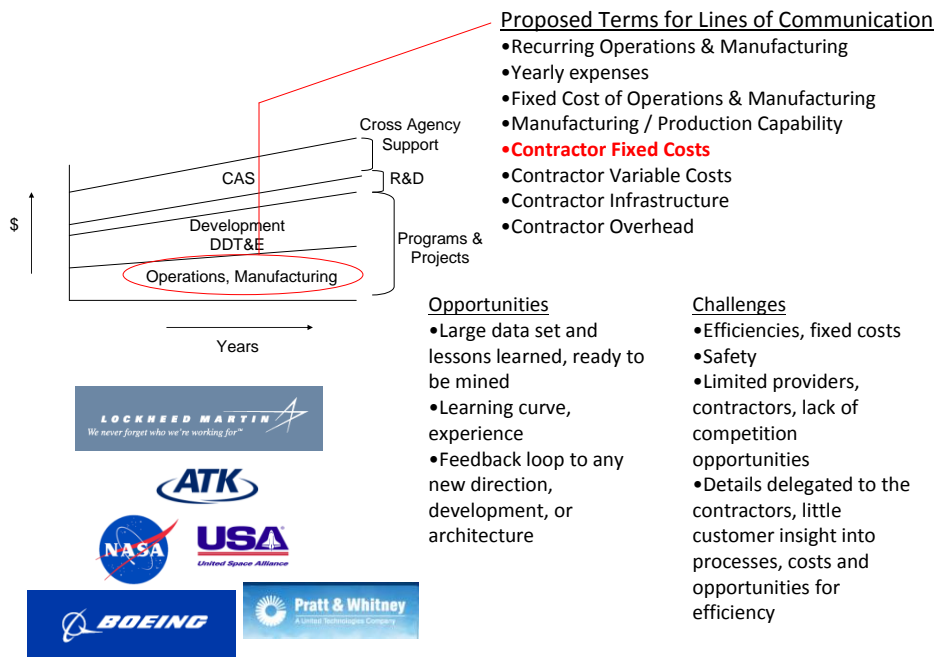 Proposed Terms for Lines of Communication
•Recurring Operations & Manufacturing
•Yearly expenses
•Fixed Cost of Operations & Manufacturing
•Manufacturing / Production Capability
•Contractor Fixed Costs
•Contractor Variable Costs
•Contractor Infrastructure
•Contractor Overhead
Cross Agency
Support
CAS
R&D
$
Development
DDT&E
Programs &
Projects
Operations, Manufacturing
Years
Opportunities
•Large data set and
lessons learned, ready to
be mined
•Learning curve,
experience
•Feedback loop to any
new direction,
development, or
architecture
Challenges
•Efficiencies, fixed costs
•Safety
•Limited providers,
contractors, lack of
competition
opportunities
•Details delegated to the
contractors, little
customer insight into
processes, costs and
opportunities for
efficiency
LOCKHEED MARTIN
We never forget who we're working for™
ATK
NASA
USA
United Space Alliance
BOEING
Pratt & Whitney
A United Technologies Company